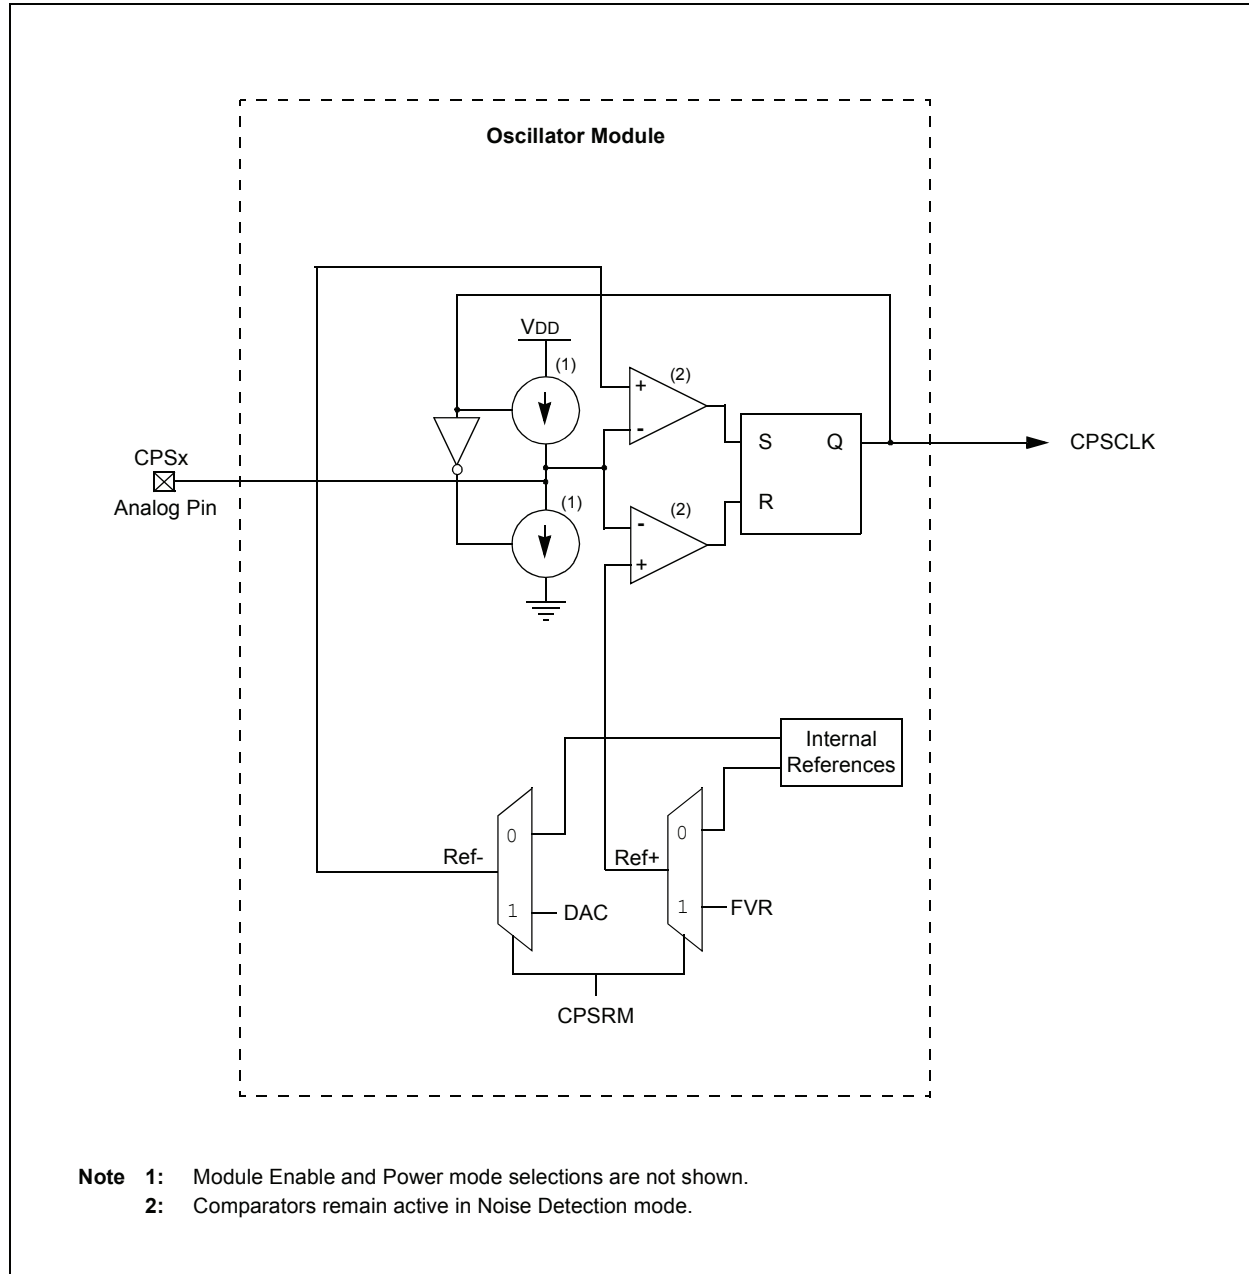 Oscillator Module
VDD
(1)
(2)
+
-
S Q
CPSCLK
CPSx
Analog Pin
(1)
(2)
R
-
+
Internal
References
0
0
Ref-
Ref+
1
DAC
1
FVR
CPSRM
Note 1: Module Enable and Power mode selections are not shown.
2: Comparators remain active in Noise Detection mode.